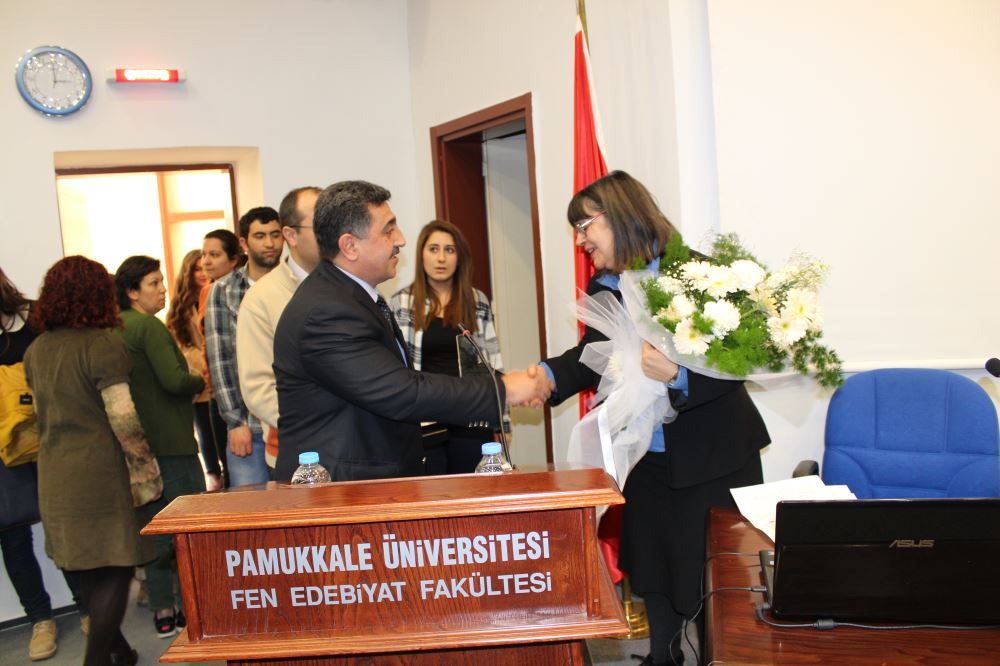 PAMUKKALE ÜNİVERSİTESİ
FEN EDEBİYAT FAKÜLTESİ
ASUS